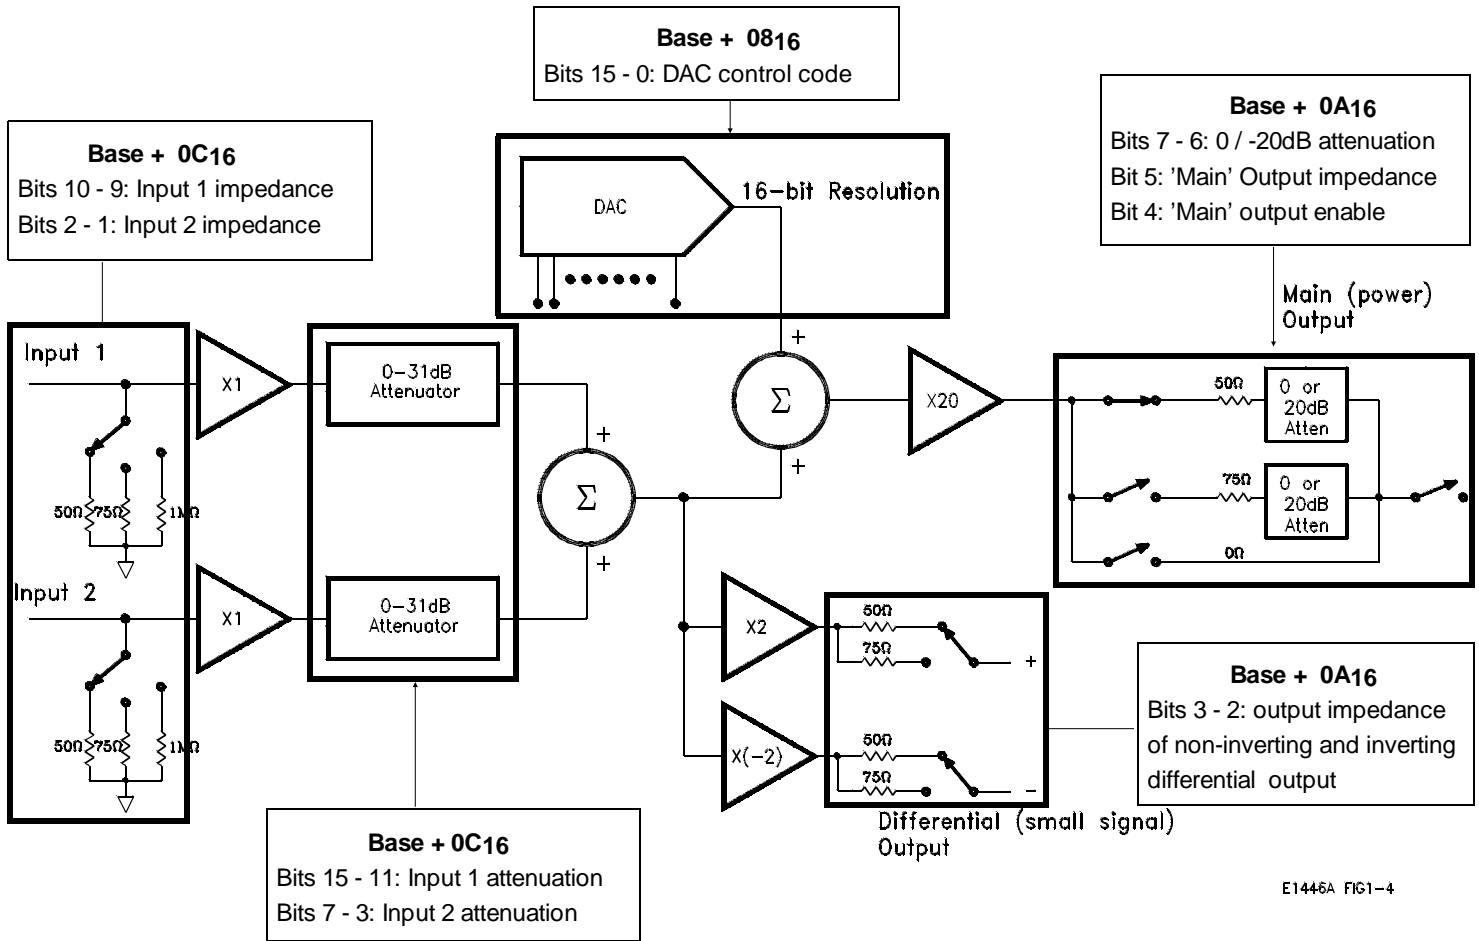 Base + 0816
Bits 15 - 0: DAC control code
Base + 0A16
Bits 7 - 6: 0 / -20dB attenuation
Bit 5: ’Main’ Output impedance
Bit 4: ’Main’ output enable
Base + 0C16
Bits 10 - 9: Input 1 impedance
Bits 2 - 1: Input 2 impedance
DAC
16-bit Resolution
Main (power)
Output
Input 1
X1
0-31dB
Attenuator
+
Σ
+
X20
50Ω
0 or
20dB
Atten
75Ω
0 or
20dB
Atten
0Ω
50Ω
75Ω
1MΩ
+
Σ
+
Input 2
X1
0-31dB
Attenuator
50Ω
75Ω
1MΩ
X2
50Ω
75Ω
+
X(-2)
50Ω
75Ω
-
Differential (small signal)
Output
Base + 0A16
Bits 3 - 2: output impedance
of non-inverting and inverting
differential output
Base + 0C16
Bits 15 - 11: Input 1 attenuation
Bits 7 - 3: Input 2 attenuation
E1446A FIG1-4